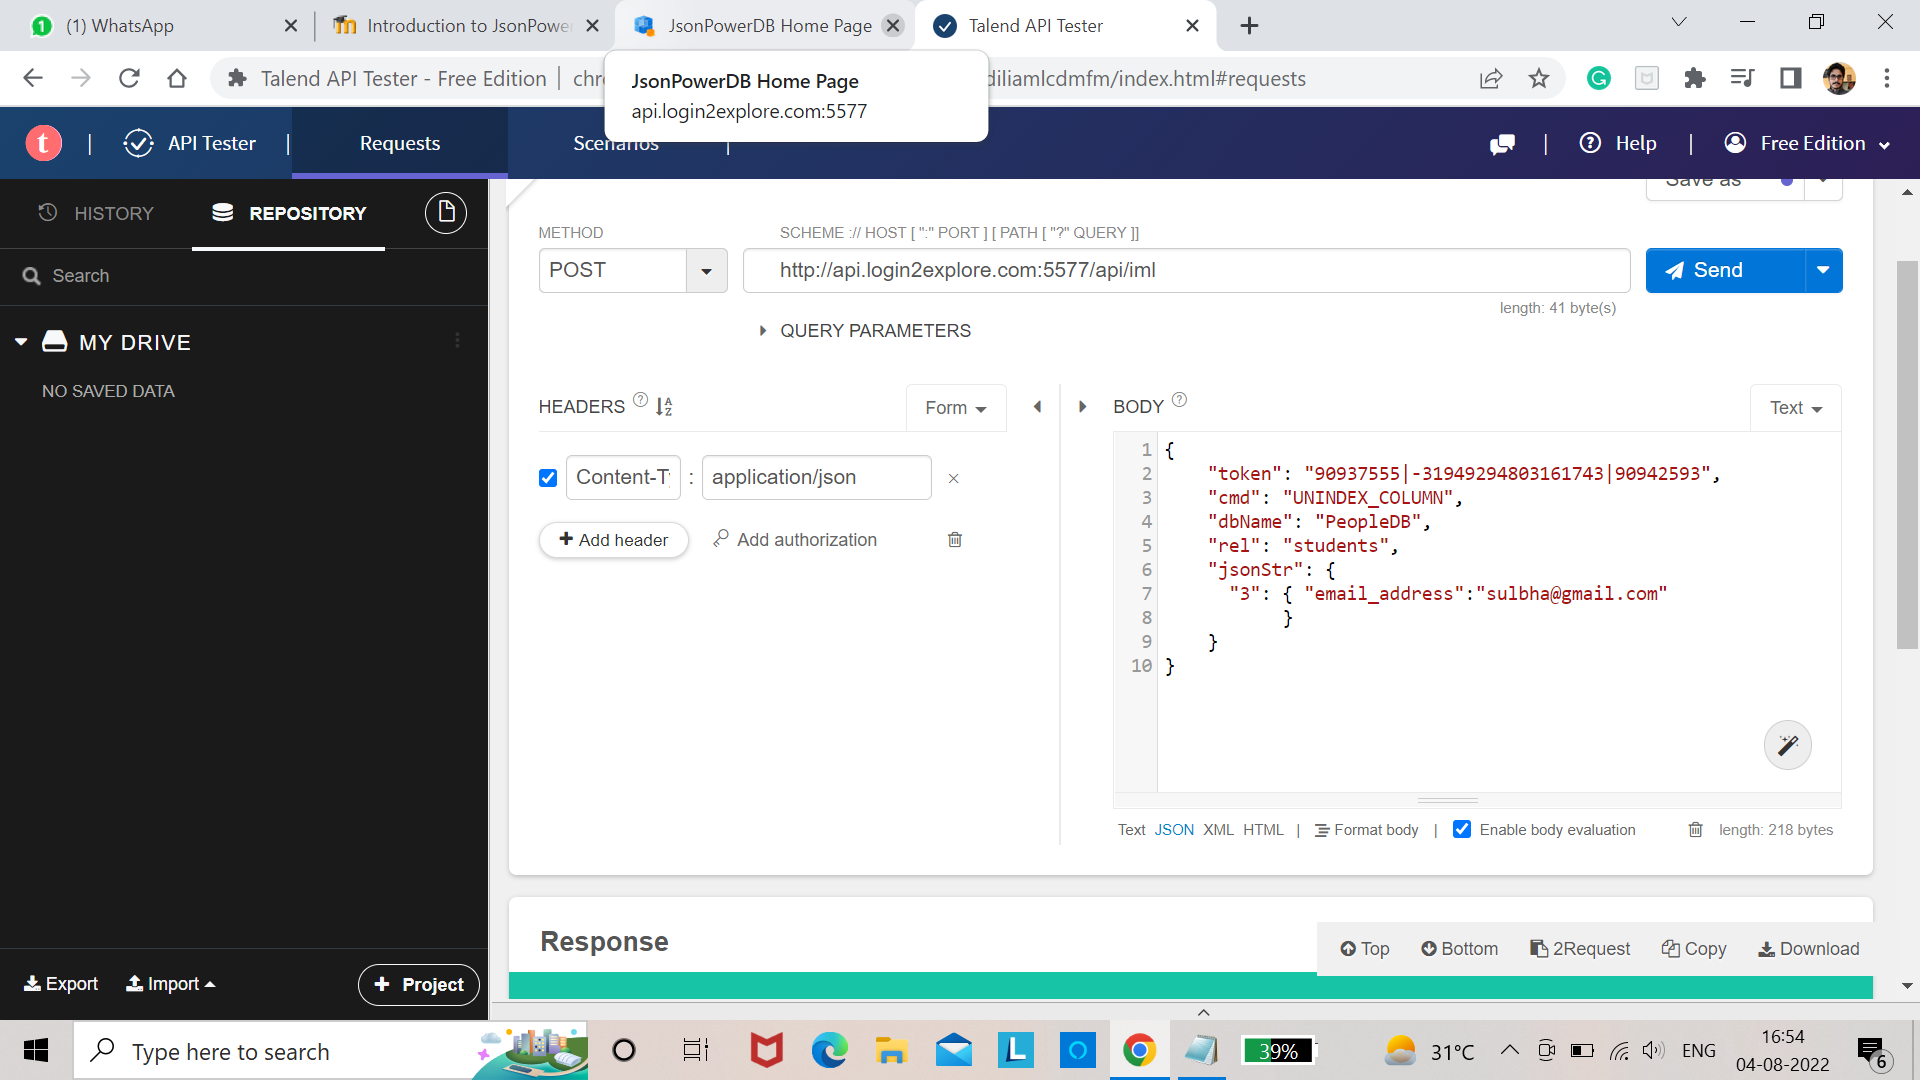 (1) WhatsApp
Introduction to JsonPowe
JsonPowerDB Home Page
Talend API Tester
Talend API Tester - Free Edition
chr
diliamlcdmfm/index.html#requests
JsonPowerDB Home Page
api.login2explore.com:5577
API Tester
Requests
Scenarios
Help
Free Edition
HISTORY
REPOSITORY
Search
MY DRIVE
NO SAVED DATA
Save as
METHOD
SCHEME :// HOST [ ":" PORT ] [ PATH [ "?" QUERY ]]
POST
http://api.login2explore.com:5577/api/iml
Send
length: 41 byte(s)
QUERY PARAMETERS
HEADERS ?
Form
BODY ?
Text
Content-T : application/json
+ Add header
Add authorization
1 {
2 "token": "90937555|-31949294803161743|90942593",
3 "cmd": "UNINDEX_COLUMN",
4 "dbName": "PeopleDB",
5 "rel": "students",
6 "jsonStr": {
7 "3": { "email_address":"sulbha@gmail.com"
8 }
9 }
10 }
Text JSON XML HTML | Format body | Enable body evaluation
length: 218 bytes
Response
Top
Bottom
2Request
Copy
Download
Export
Import
+ Project
Type here to search
39%
31°C
ENG
16:54
04-08-2022
6